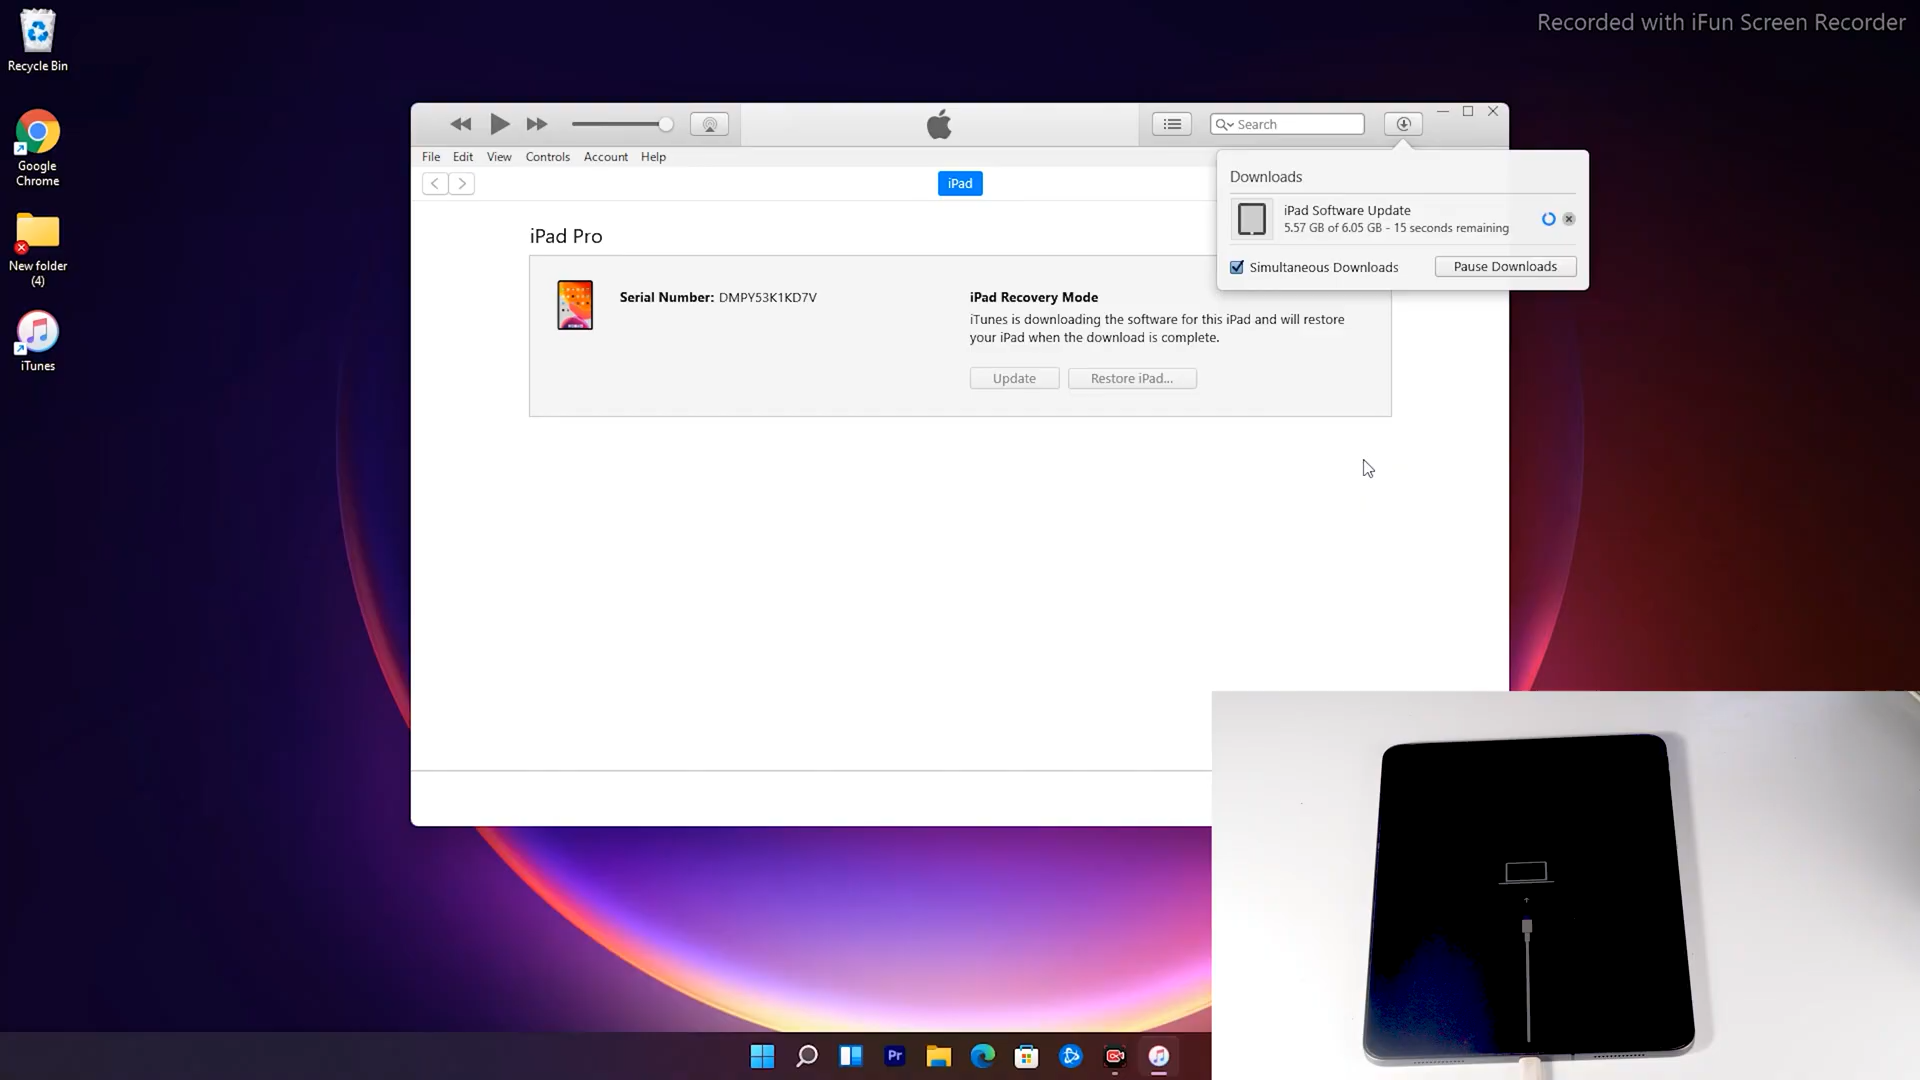 Recorded with iFun Screen Recorder
Recycle Bin
Google
Chrome
New folder
(4)
iTunes
Search
File Edit View Controls Account Help
iPad
Downloads
iPad Software Update
5.57 GB of 6.05 GB - 15 seconds remaining
Simultaneous Downloads
Pause Downloads
iPad Pro
Serial Number: DMPY53K1KD7V
iPad Recovery Mode
iTunes is downloading the software for this iPad and will restore
your iPad when the download is complete.
Update
Restore iPad...
Pr